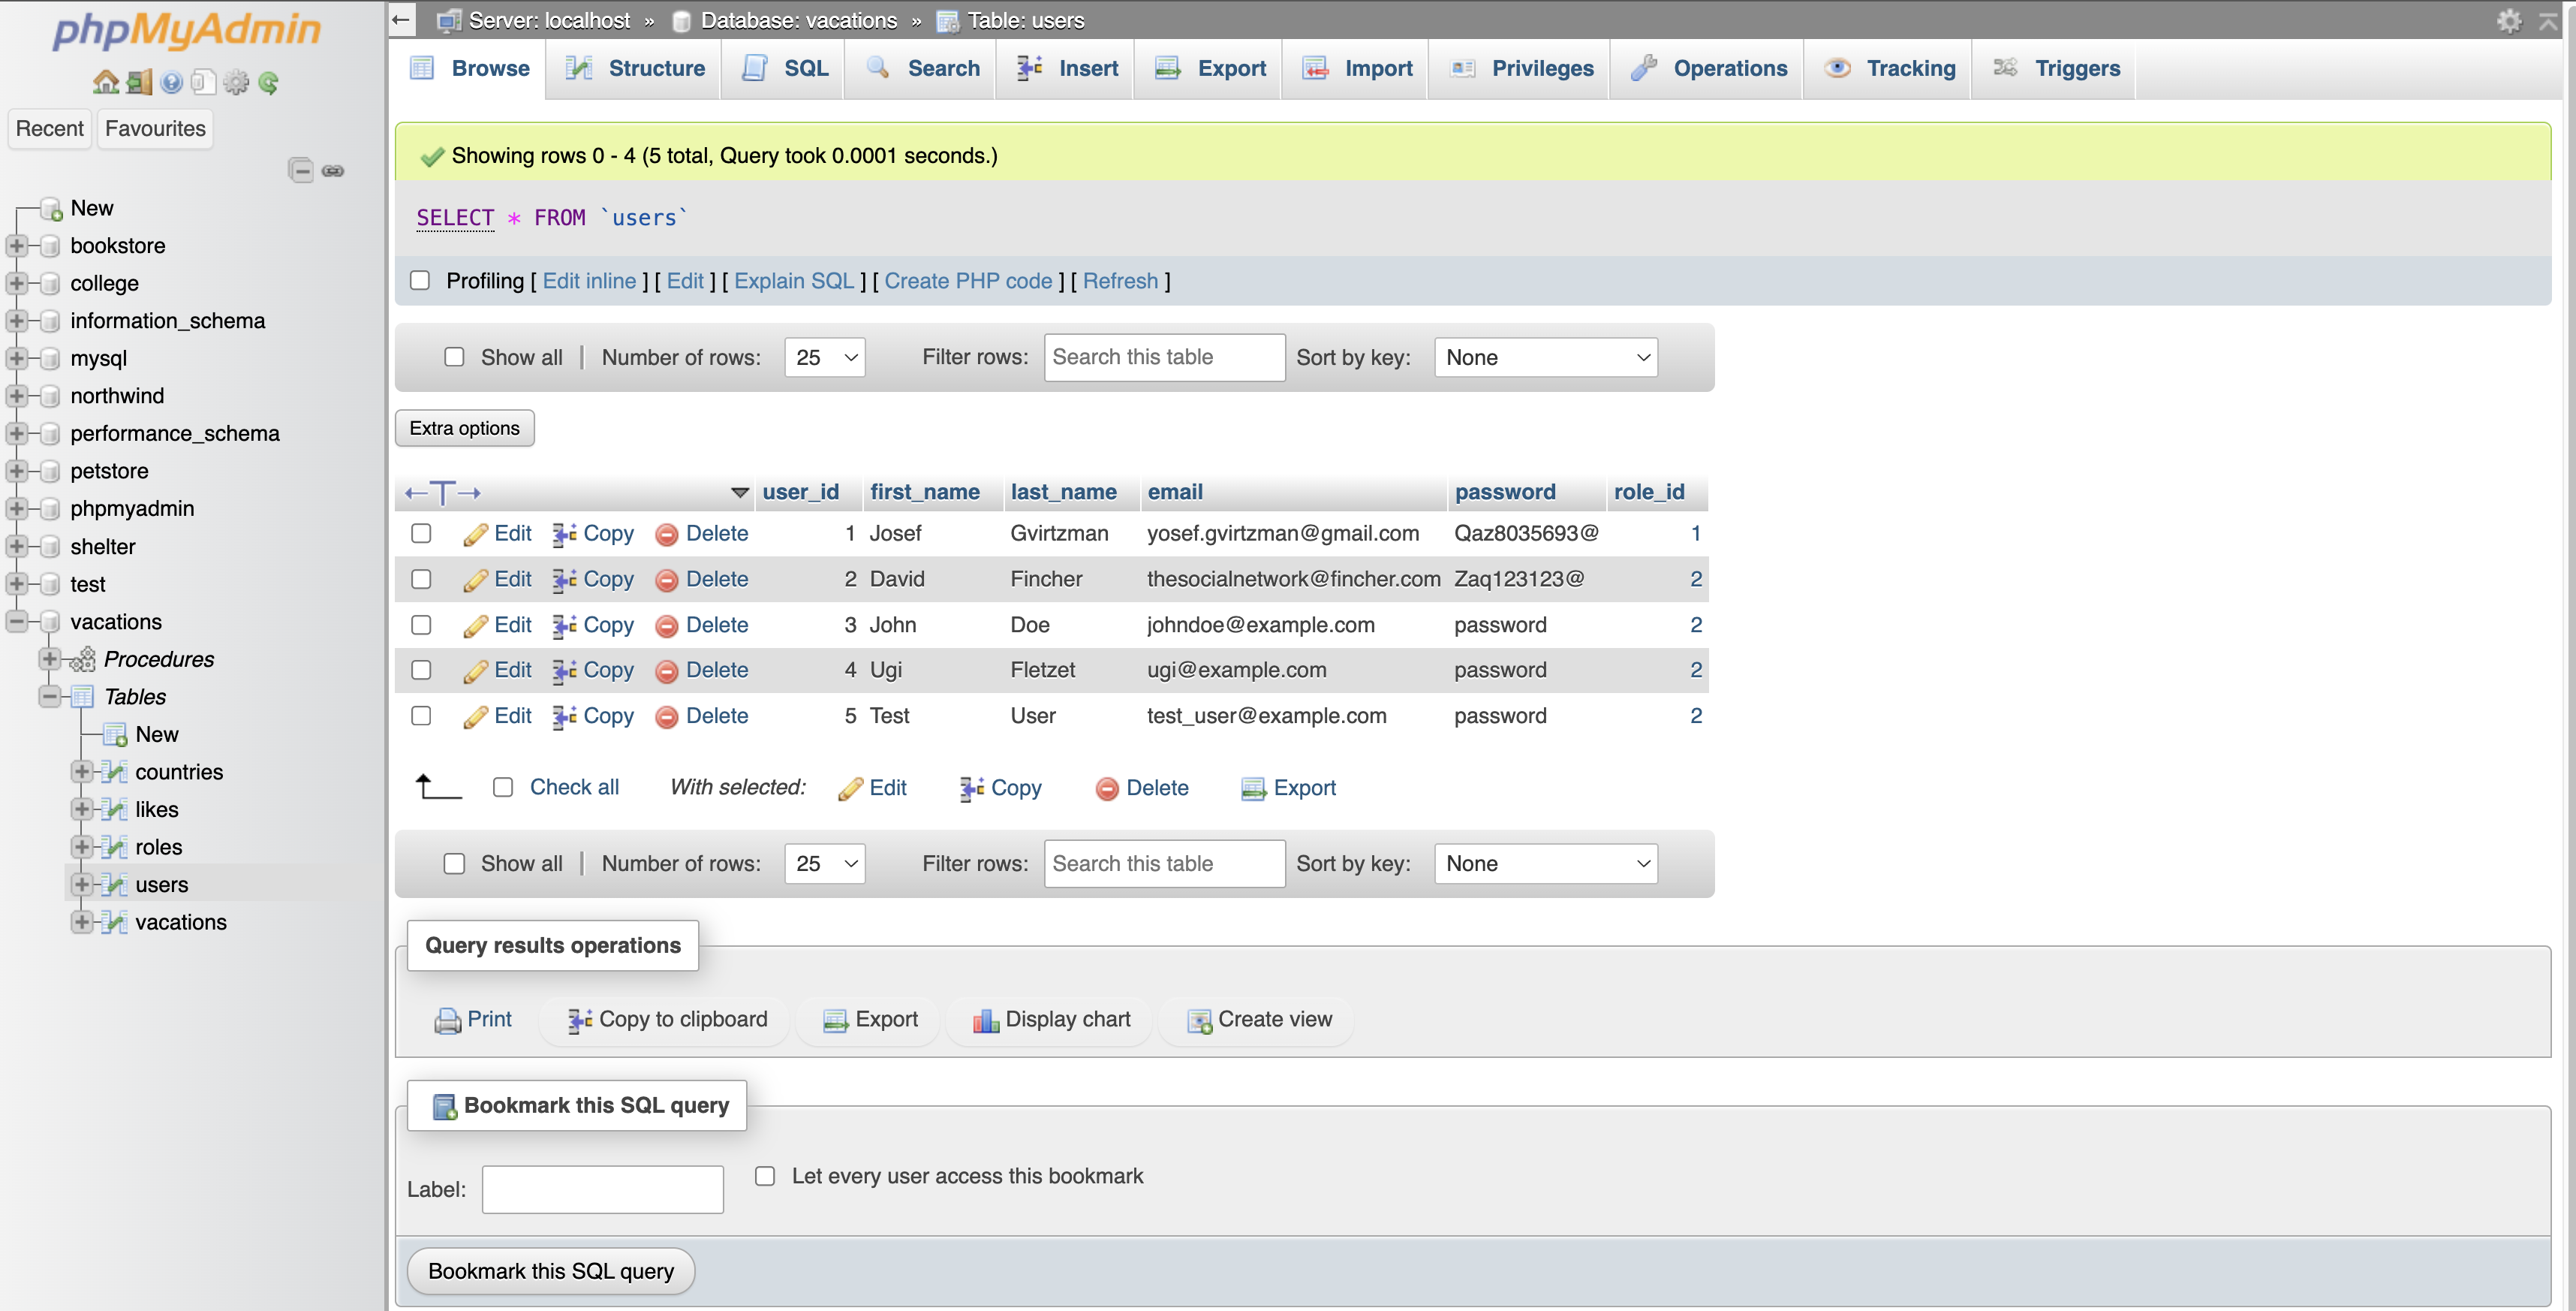 phpMyAdmin
Recent Favourites
New
bookstore
college
information_schema
mysql
northwind
performance_schema
petstore
phpmyadmin
shelter
test
vacations
Procedures
Tables
New
countries
likes
roles
users
vacations
Server: localhost » Database: vacations » Table: users
Browse Structure SQL Search Insert Export Import Privileges Operations Tracking Triggers
Showing rows 0 - 4 (5 total, Query took 0.0001 seconds.)
SELECT * FROM `users`
Profiling [ Edit inline ] [ Edit ] [ Explain SQL ] [ Create PHP code ] [ Refresh ]
Show all | Number of rows: 25 Filter rows: Search this table Sort by key: None
Extra options
user_id first_name last_name email password role_id
Edit Copy Delete 1 Josef Gvirtzman yosef.gvirtzman@gmail.com Qaz8035693@ 1
Edit Copy Delete 2 David Fincher thesocialnetwork@fincher.com Zaq123123@ 2
Edit Copy Delete 3 John Doe johndoe@example.com password 2
Edit Copy Delete 4 Ugi Fletzet ugi@example.com password 2
Edit Copy Delete 5 Test User test_user@example.com password 2
Check all With selected: Edit Copy Delete Export
Show all | Number of rows: 25 Filter rows: Search this table Sort by key: None
Query results operations
Print Copy to clipboard Export Display chart Create view
Bookmark this SQL query
Label: Let every user access this bookmark
Bookmark this SQL query